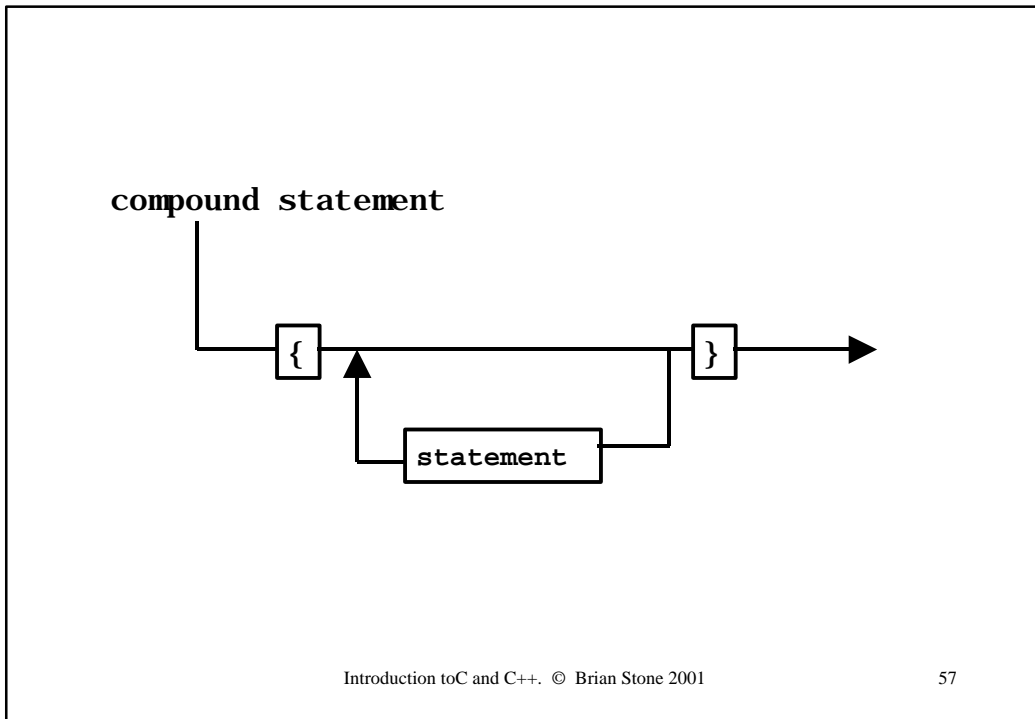 compound statement
{ }
statement
Introduction toC and C++. © Brian Stone 2001 57